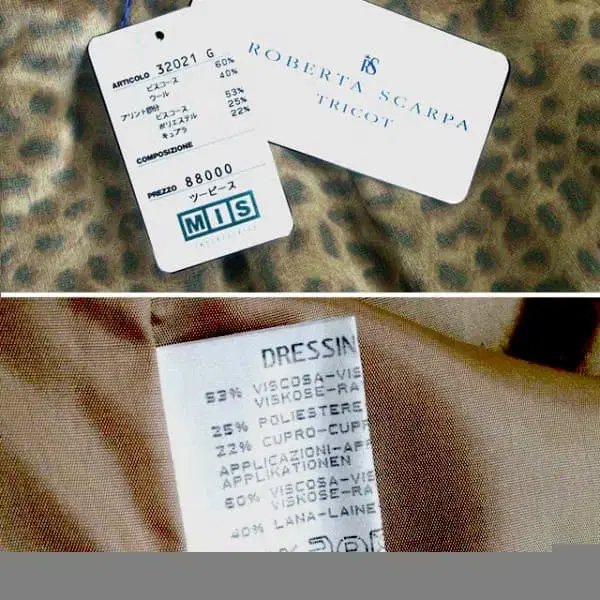 ARTICOLO 32021 G
ビスコース 60%
ウール 40%
プリント部分
ビスコース 53%
ポリエステル 25%
キュプラ 22%
COMPOSIZIONE
PREZZO 88000
ツーピース
MIS
ROBERTA SCARPA
TRICOT
DRESSIN
53% VISCOSA-VIS
VISKOSE-RA
25% POLIESTERE
22% CUPRO-CUPR
APPLICAZIONI-APP
APPLIKATIONEN
60% VISCOSA-VIS
VISKOSE-RA
40% LANA-LAINE